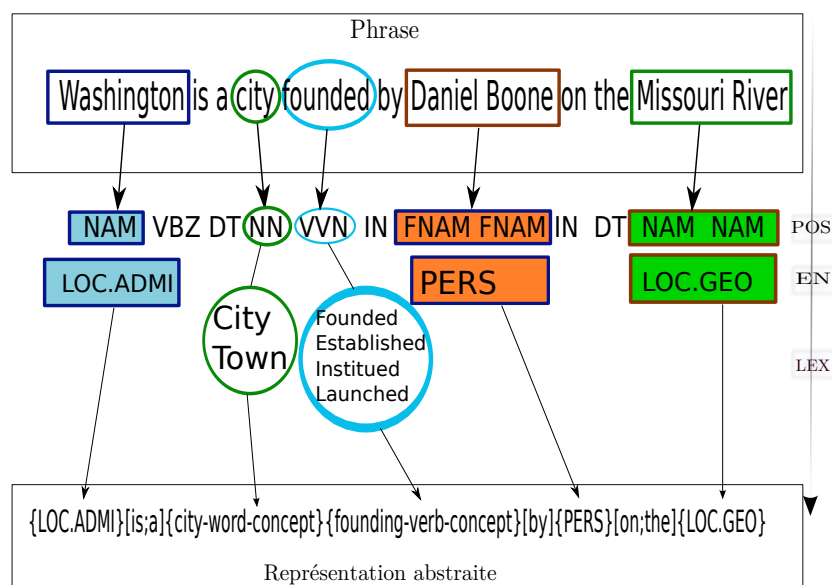 Phrase
Washington is a city founded by Daniel Boone on the Missouri River
NAM VBZ DT NN VVN IN FNAM FNAM IN DT NAM NAM POS
LOC.ADMI PERS LOC.GEO EN
City
Town
Founded
Established
Institued
Launched
LEX
{LOC.ADMI}[is;a]{city-word-concept}{founding-verb-concept}[by]{PERS}[on;the]{LOC.GEO}
Représentation abstraite